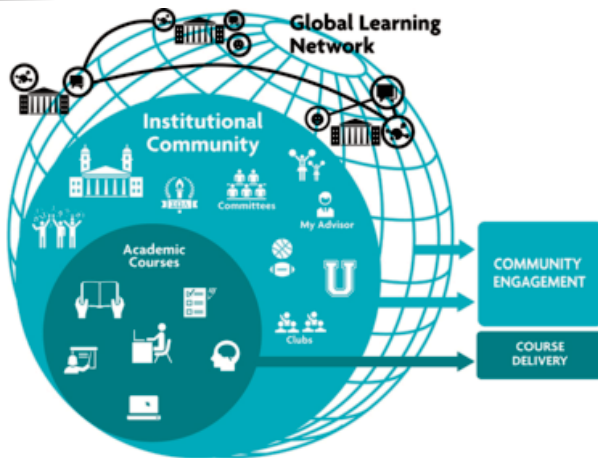 Global Learning
Network
Institutional
Community
Committees
My Advisor
Academic
Courses
U
Clubs
COMMUNITY
ENGAGEMENT
COURSE
DELIVERY